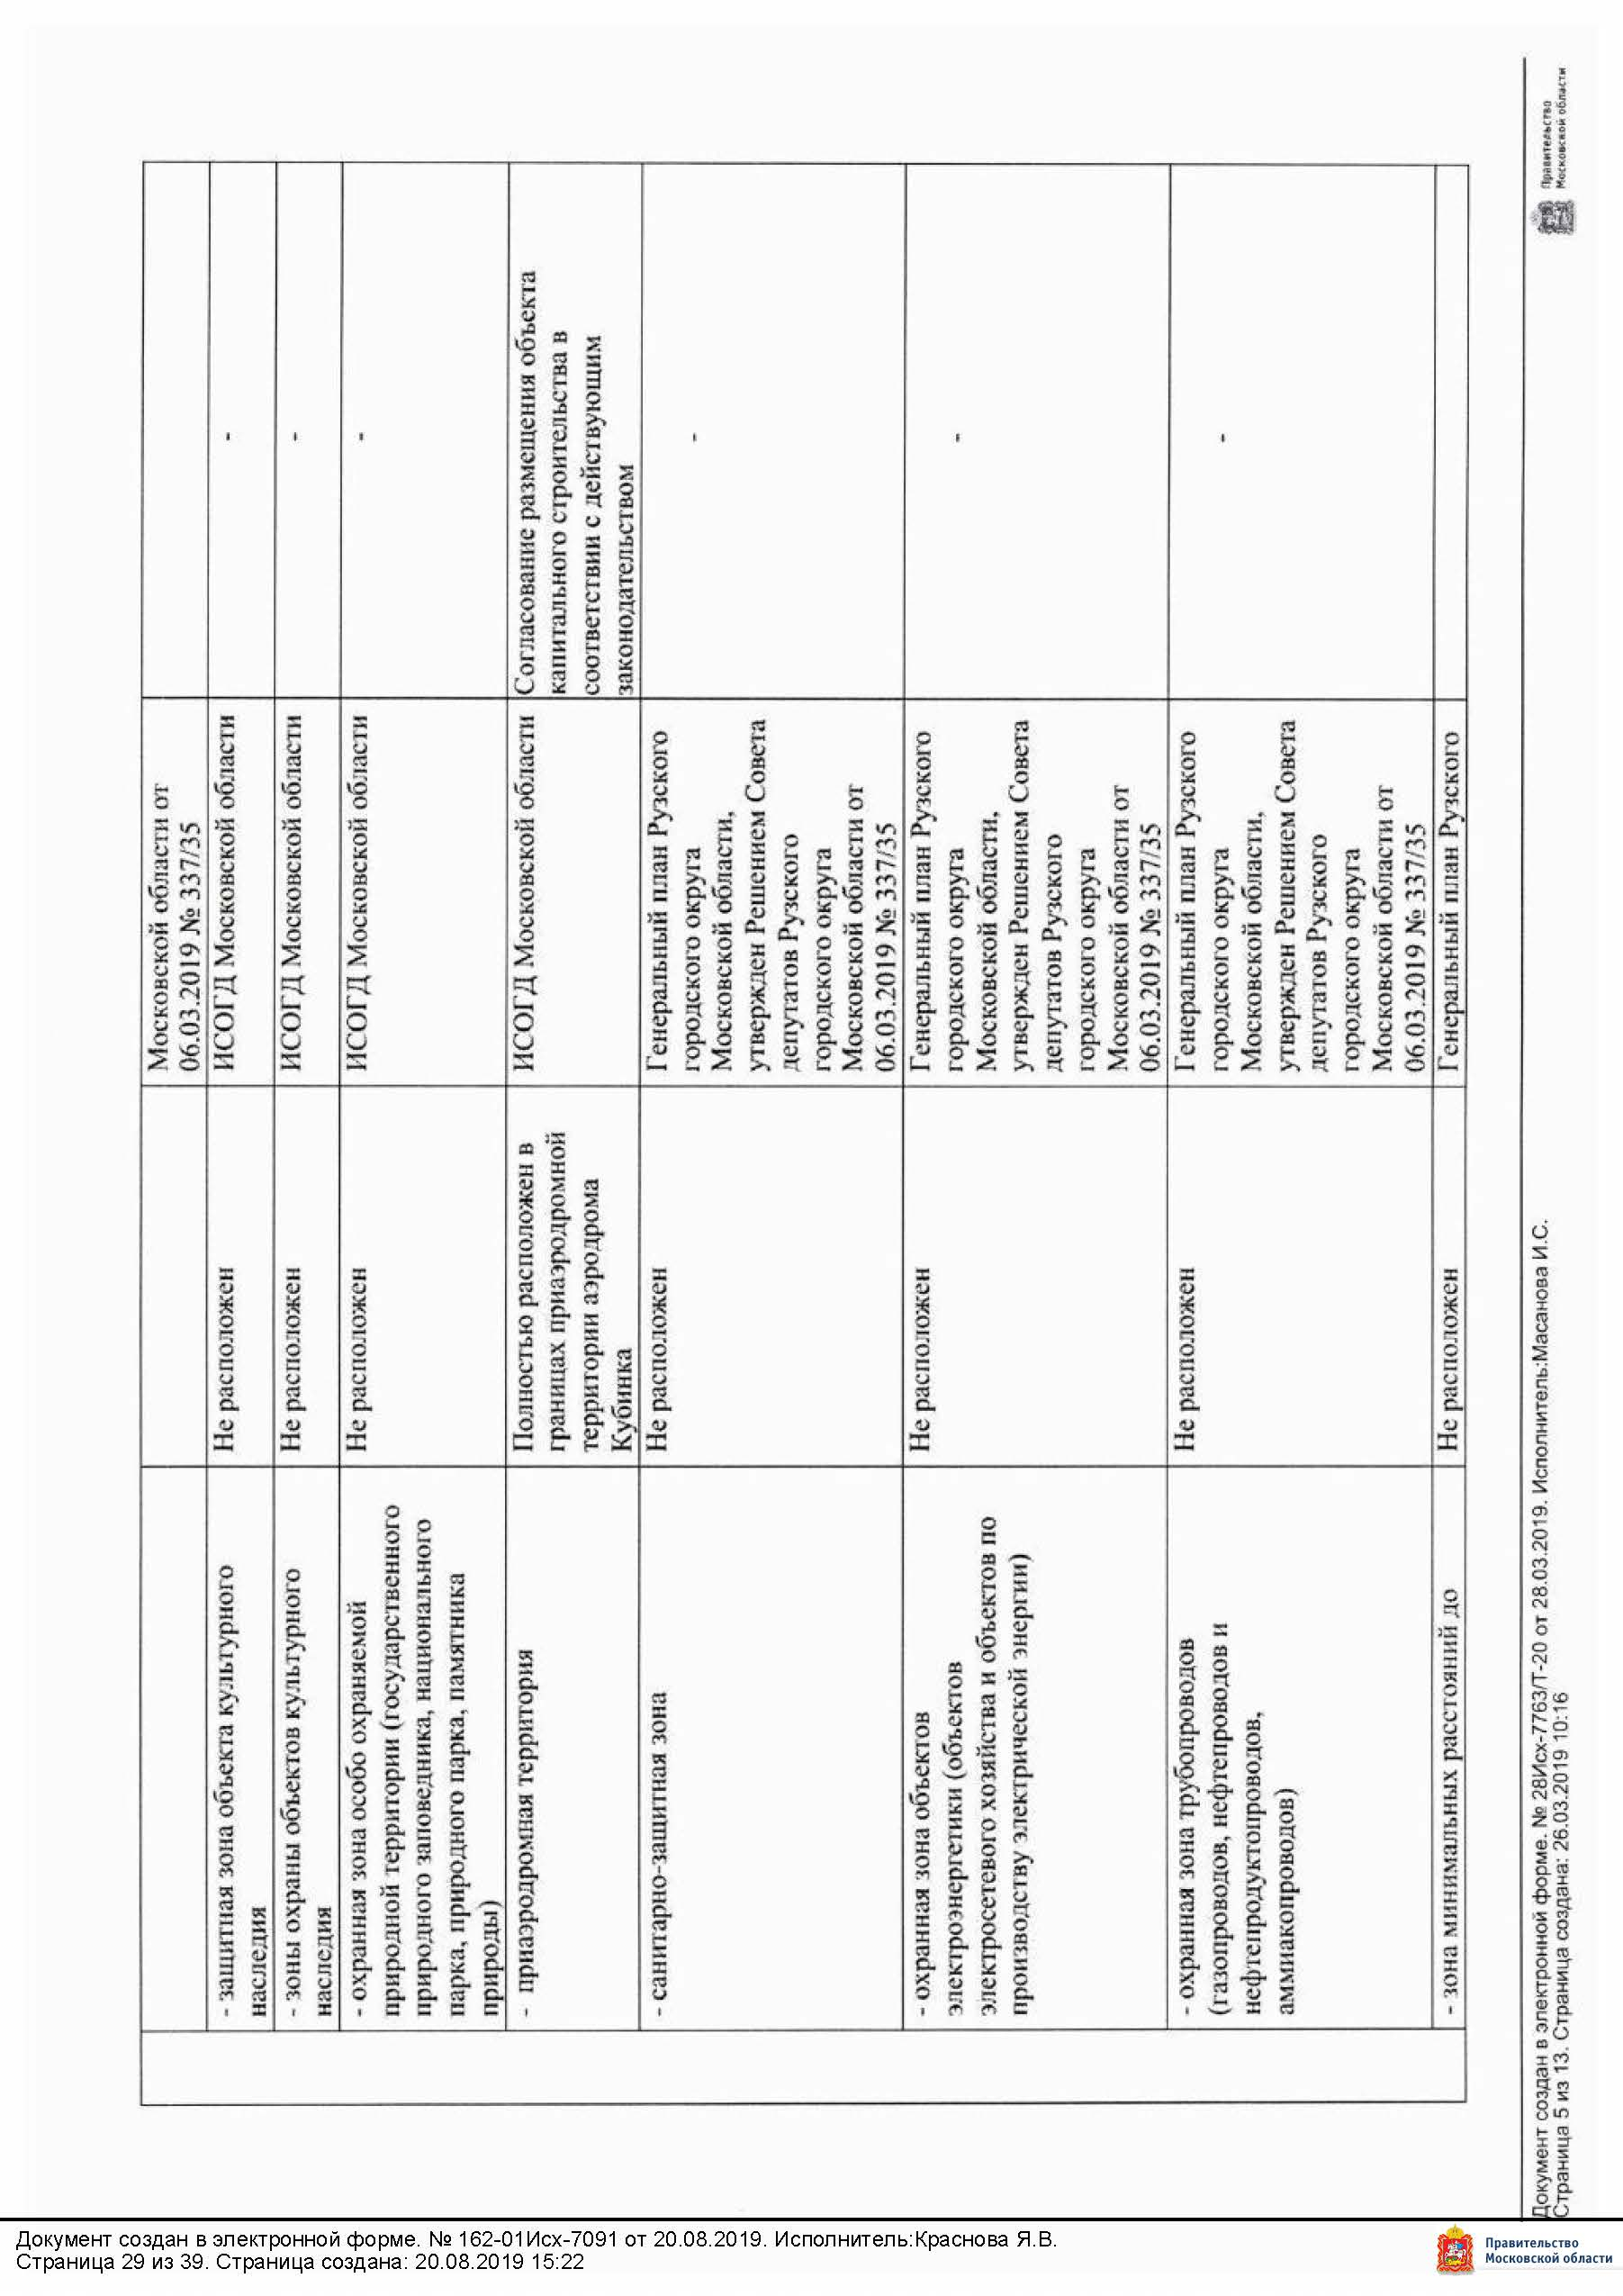 Московской области от
06.03.2019 № 337/35
- защитная зона объекта культурного
наследия
Не расположен
ИСОГД Московской области
-
- зоны охраны объектов культурного
наследия
Не расположен
ИСОГД Московской области
-
- охранная зона особо охраняемой
природной территории (государственного
природного заповедника, национального
парка, природного парка, памятника
природы)
Не расположен
ИСОГД Московской области
-
- приаэродромная территория
Полностью расположен в
границах приаэродромной
территории аэродрома
Кубинка
ИСОГД Московской области
Согласование размещения объекта
капитального строительства в
соответствии с действующим
законодательством
- санитарно-защитная зона
Не расположен
Генеральный план Рузского
городского округа
Московской области,
утвержден Решением Совета
депутатов Рузского
городского округа
Московской области от
06.03.2019 № 337/35
-
- охранная зона объектов
электроэнергетики (объектов
электросетевого хозяйства и объектов по
производству электрической энергии)
Не расположен
Генеральный план Рузского
городского округа
Московской области,
утвержден Решением Совета
депутатов Рузского
городского округа
Московской области от
06.03.2019 № 337/35
-
- охранная зона трубопроводов
(газопроводов, нефтепроводов и
нефтепродуктопроводов,
аммиакопроводов)
Не расположен
Генеральный план Рузского
городского округа
Московской области,
утвержден Решением Совета
депутатов Рузского
городского округа
Московской области от
06.03.2019 № 337/35
-
- зона минимальных расстояний до
Не расположен
Генеральный план Рузского
Документ создан в электронной форме. № 28Исх-7763/Т-20 от 28.03.2019. Исполнитель:Масанова И.С.
Страница 5 из 13. Страница создана: 26.03.2019 10:16
Правительство
Московской области
Документ создан в электронной форме. № 162-01Исх-7091 от 20.08.2019. Исполнитель:Краснова Я.В.
Страница 29 из 39. Страница создана: 20.08.2019 15:22
Правительство
Московской области